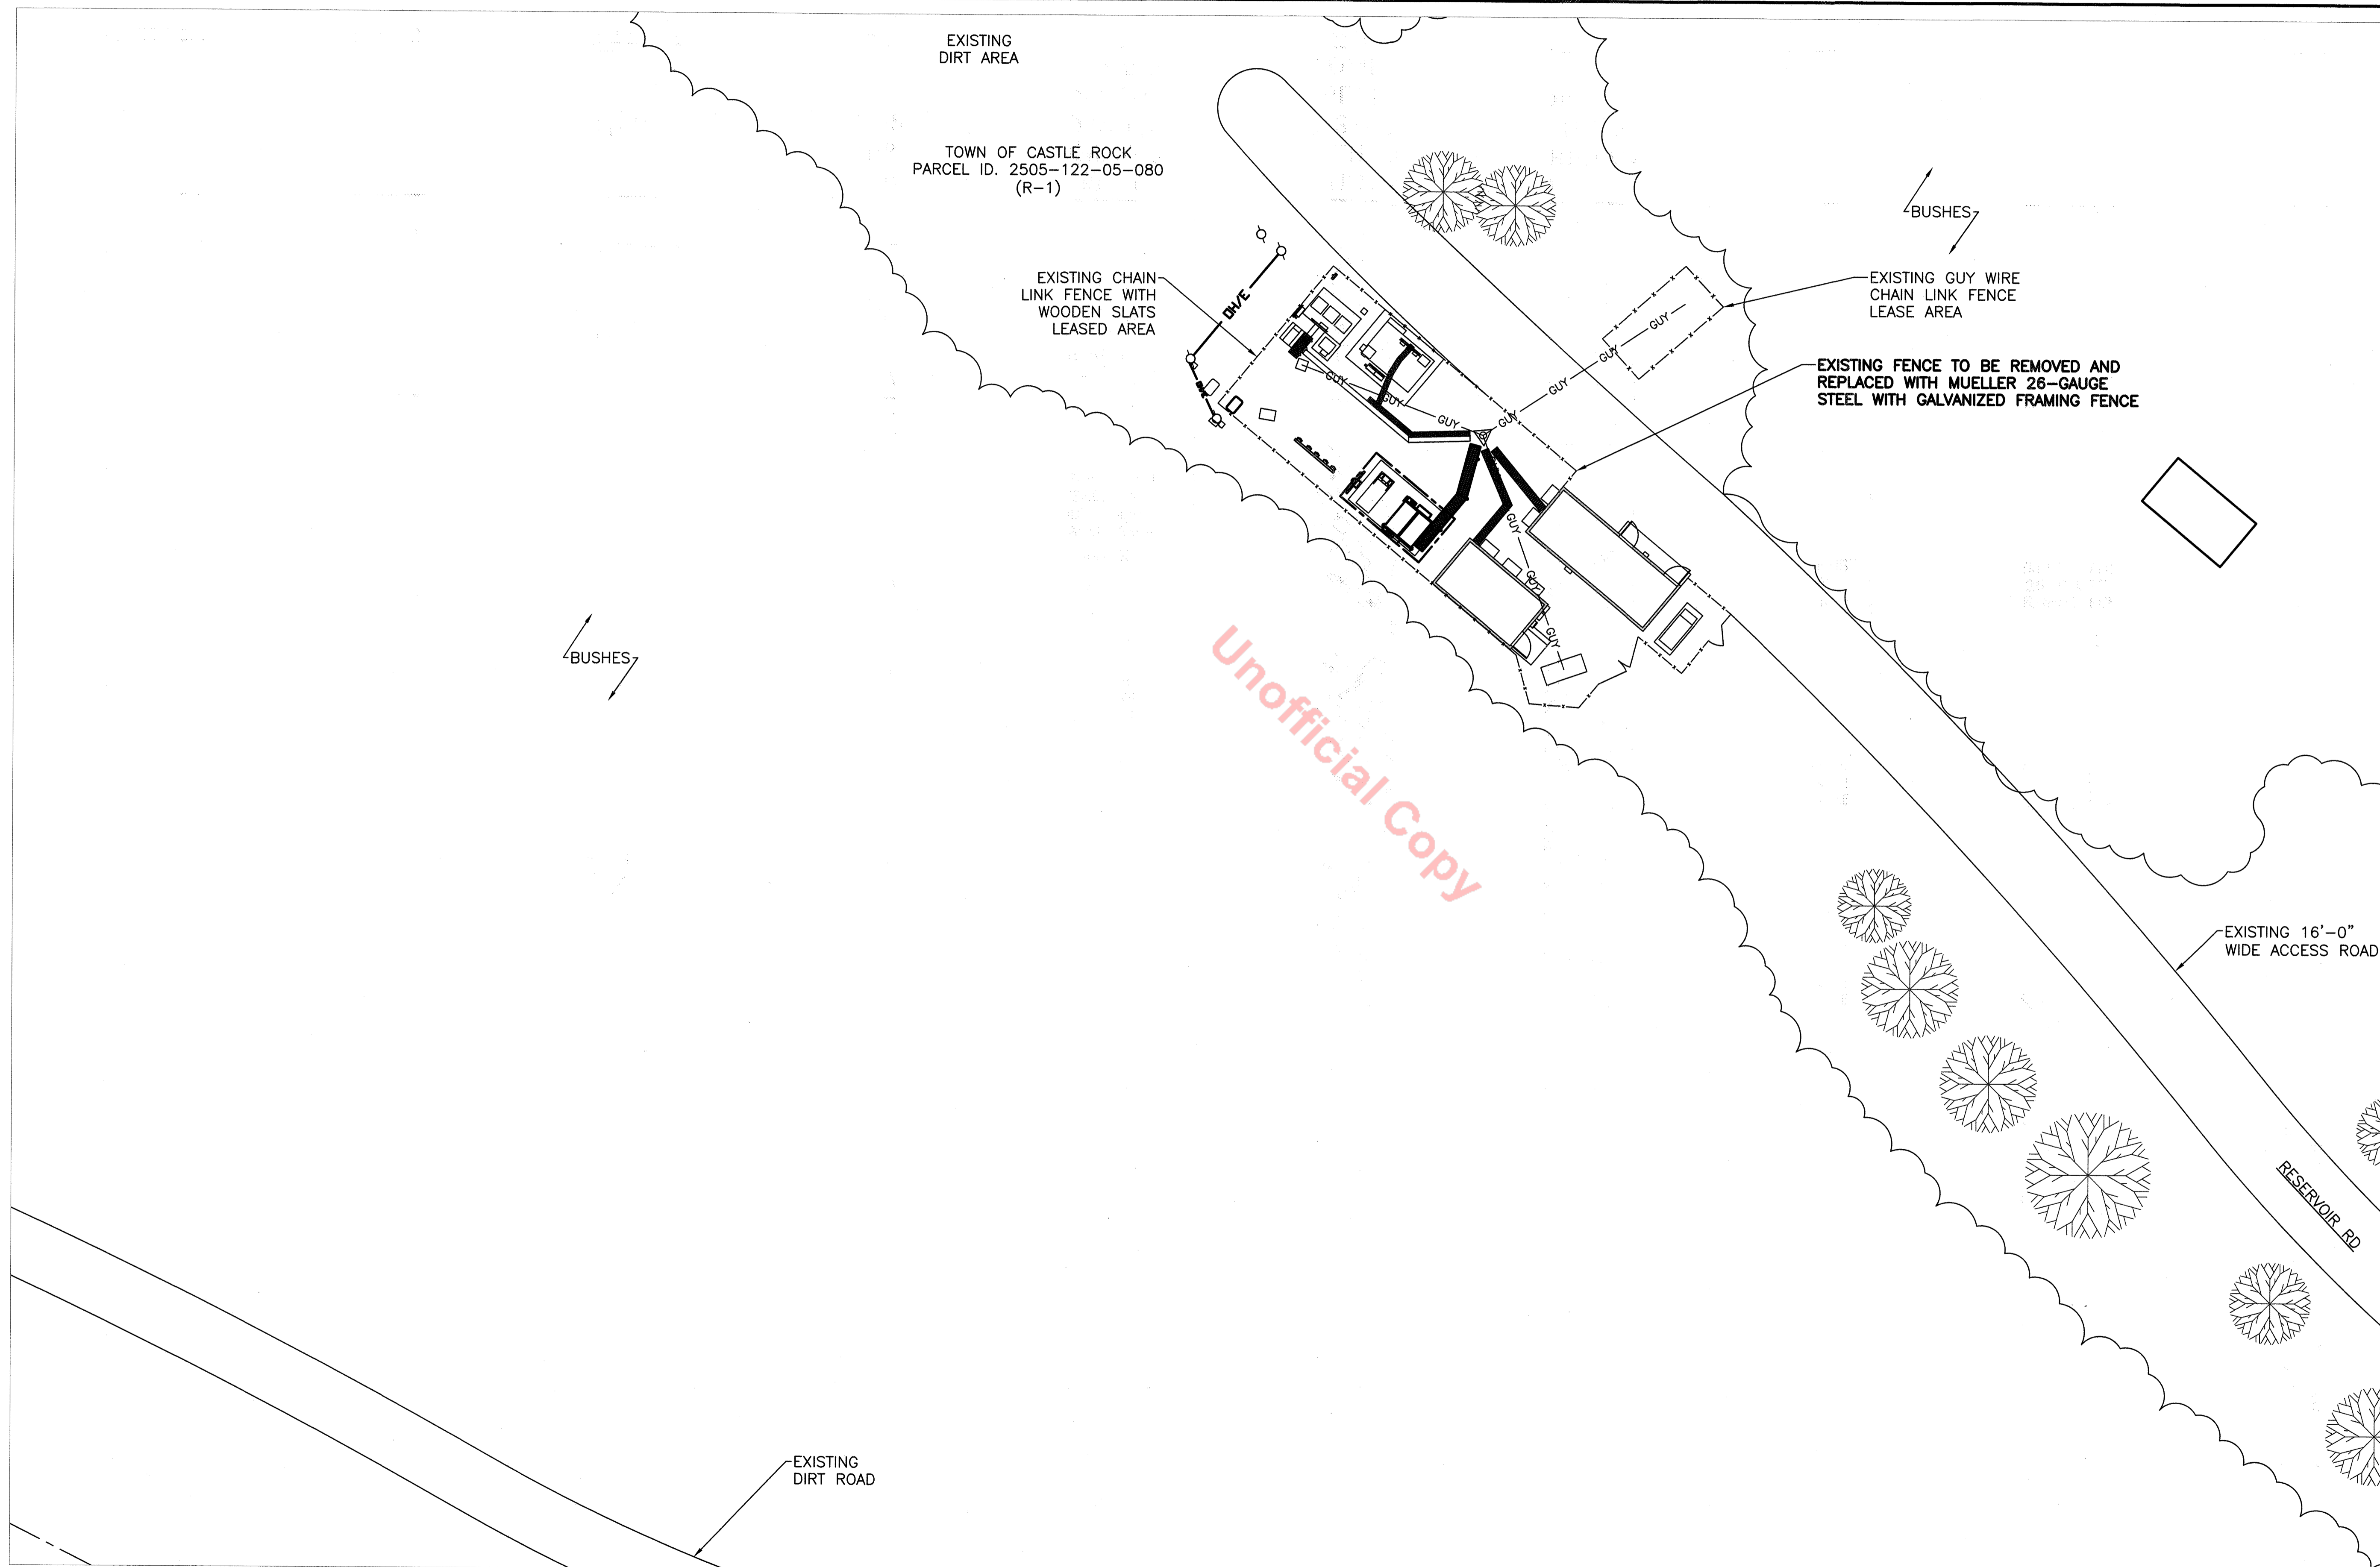 EXISTING
DIRT AREA
TOWN OF CASTLE ROCK
PARCEL ID. 2505-122-05-080
(R-1)
BUSHES
EXISTING CHAIN
LINK FENCE WITH
WOODEN SLATS
LEASED AREA
OH/E
EXISTING GUY WIRE
CHAIN LINK FENCE
LEASE AREA
GUY
GUY
GUY
GUY
GUY
GUY
GUY
GUY
EXISTING FENCE TO BE REMOVED AND
REPLACED WITH MUELLER 26-GAUGE
STEEL WITH GALVANIZED FRAMING FENCE
GUY
GUY
GUY
BUSHES
Unofficial Copy
EXISTING 16'-0"
WIDE ACCESS ROAD
RESERVOIR RD
EXISTING
DIRT ROAD